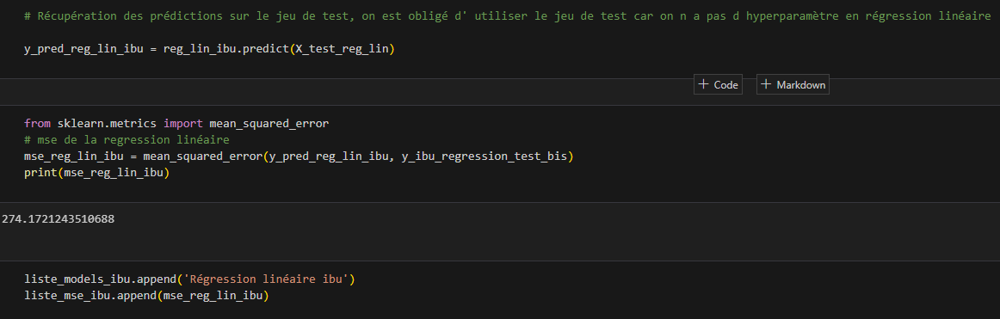 # Récupération des prédictions sur le jeu de test, on est obligé d' utiliser le jeu de test car on n a pas d hyperparamètre en régression linéaire
y_pred_reg_lin_ibu = reg_lin_ibu.predict(X_test_reg_lin)
+ Code + Markdown
from sklearn.metrics import mean_squared_error
# mse de la regression linéaire
mse_reg_lin_ibu = mean_squared_error(y_pred_reg_lin_ibu, y_ibu_regression_test_bis)
print(mse_reg_lin_ibu)
274.1721243510688
liste_models_ibu.append('Régression linéaire ibu')
liste_mse_ibu.append(mse_reg_lin_ibu)